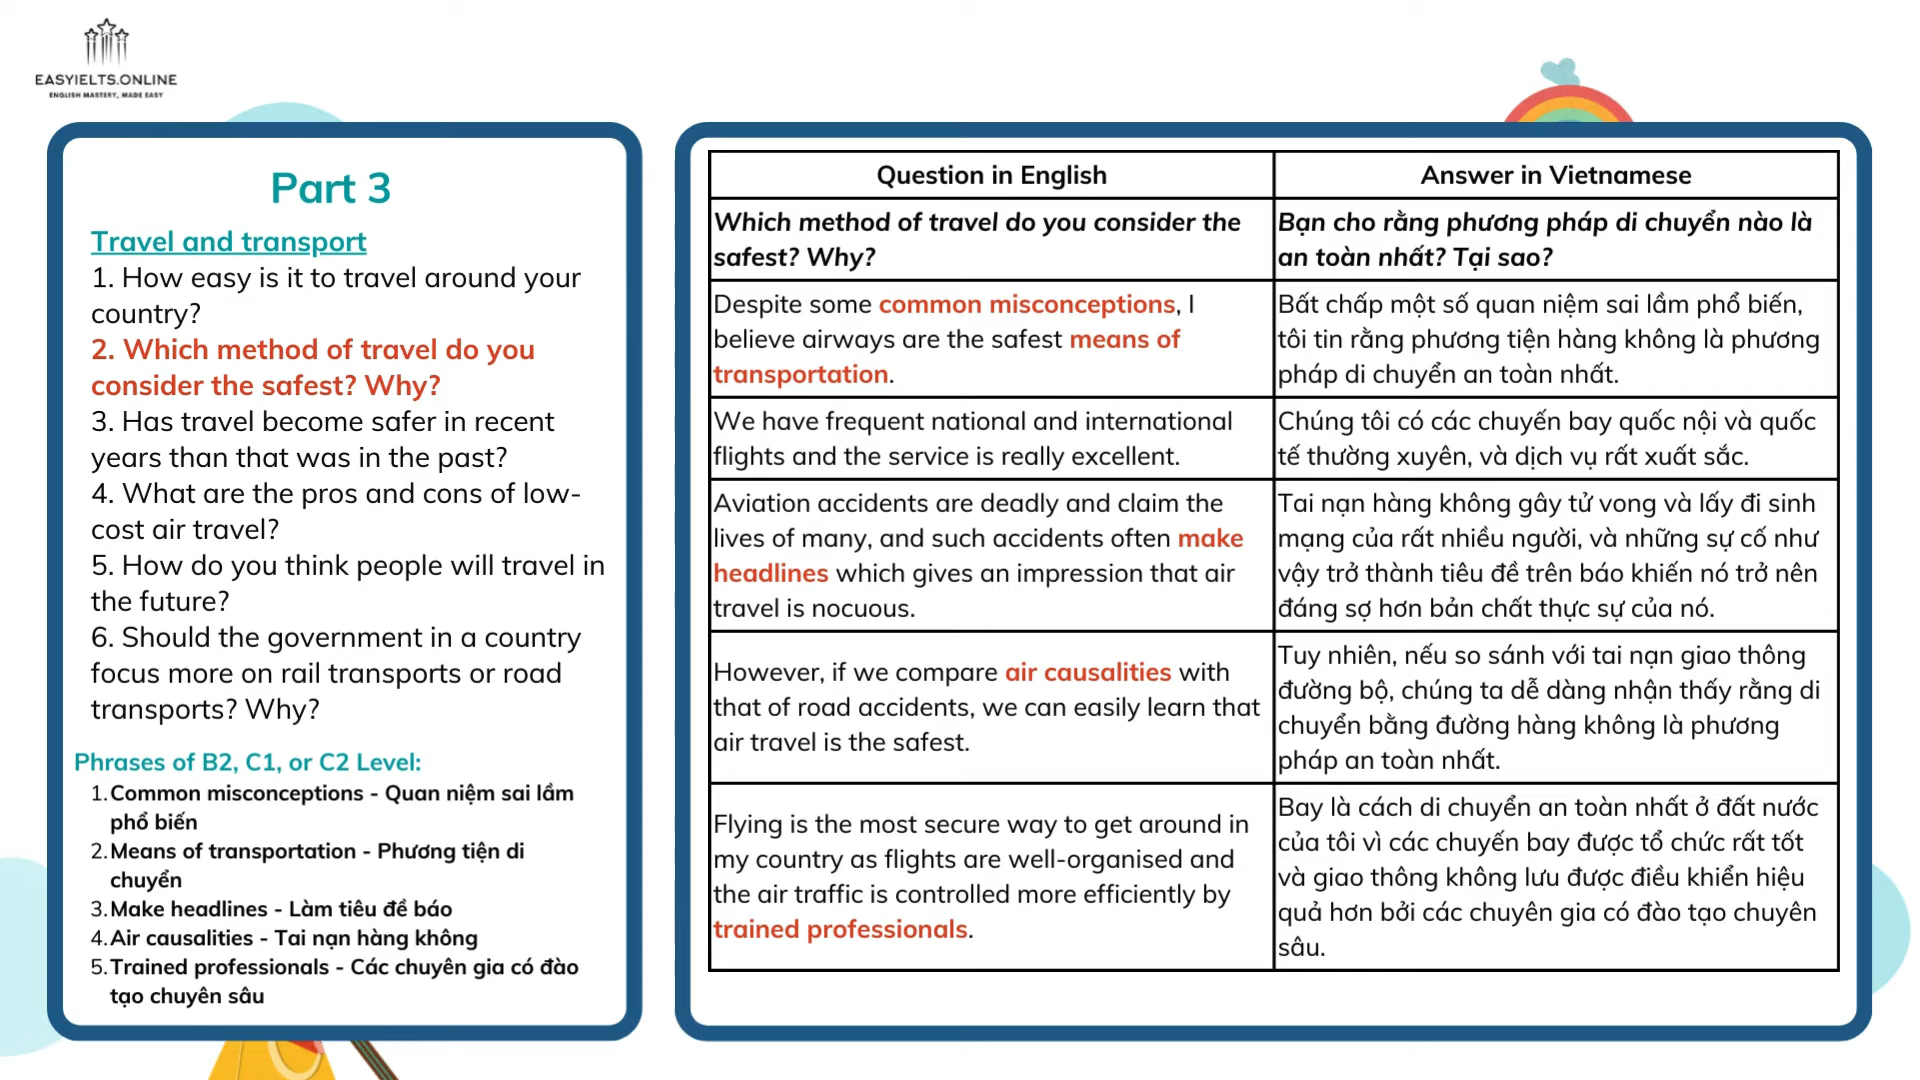 EASYIELTS.ONLINE
ENGLISH MASTERY, MADE EASY
Part 3
Travel and transport
1. How easy is it to travel around your
country?
2. Which method of travel do you
consider the safest? Why?
3. Has travel become safer in recent
years than that was in the past?
4. What are the pros and cons of low-
cost air travel?
5. How do you think people will travel in
the future?
6. Should the government in a country
focus more on rail transports or road
transports? Why?
Phrases of B2, C1, or C2 Level:
1. Common misconceptions - Quan niệm sai lầm
phổ biến
2. Means of transportation - Phương tiện di
chuyển
3. Make headlines - Làm tiêu đề báo
4. Air causalities - Tai nạn hàng không
5. Trained professionals - Các chuyên gia có đào
tạo chuyên sâu
Question in English
Answer in Vietnamese
Which method of travel do you consider the
safest? Why?
Bạn cho rằng phương pháp di chuyển nào là
an toàn nhất? Tại sao?
Despite some common misconceptions, I
believe airways are the safest means of
transportation.
Bất chấp một số quan niệm sai lầm phổ biến,
tôi tin rằng phương tiện hàng không là phương
pháp di chuyển an toàn nhất.
We have frequent national and international
flights and the service is really excellent.
Chúng tôi có các chuyến bay quốc nội và quốc
tế thường xuyên, và dịch vụ rất xuất sắc.
Aviation accidents are deadly and claim the
lives of many, and such accidents often make
headlines which gives an impression that air
travel is nocuous.
Tai nạn hàng không gây tử vong và lấy đi sinh
mạng của rất nhiều người, và những sự cố như
vậy trở thành tiêu đề trên báo khiến nó trở nên
đáng sợ hơn bản chất thực sự của nó.
However, if we compare air causalities with
that of road accidents, we can easily learn that
air travel is the safest.
Tuy nhiên, nếu so sánh với tai nạn giao thông
đường bộ, chúng ta dễ dàng nhận thấy rằng di
chuyển bằng đường hàng không là phương
pháp an toàn nhất.
Flying is the most secure way to get around in
my country as flights are well-organised and
the air traffic is controlled more efficiently by
trained professionals.
Bay là cách di chuyển an toàn nhất ở đất nước
của tôi vì các chuyến bay được tổ chức rất tốt
và giao thông không lưu được điều khiển hiệu
quả hơn bởi các chuyên gia có đào tạo chuyên
sâu.